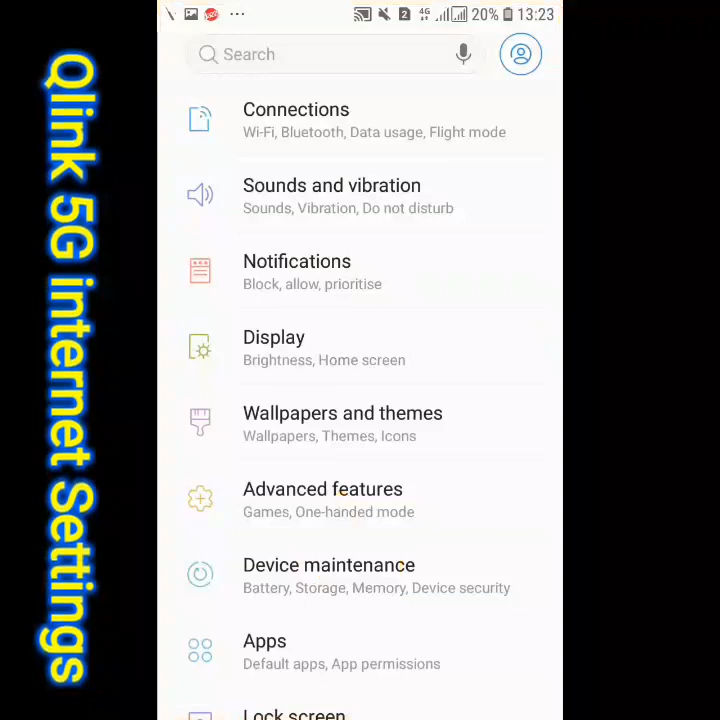 Qlink 5G internet Settings
2 4G 20% 13:23
Search
Connections
Wi-Fi, Bluetooth, Data usage, Flight mode
Sounds and vibration
Sounds, Vibration, Do not disturb
Notifications
Block, allow, prioritise
Display
Brightness, Home screen
Wallpapers and themes
Wallpapers, Themes, Icons
Advanced features
Games, One-handed mode
Device maintenance
Battery, Storage, Memory, Device security
Apps
Default apps, App permissions
Lock screen